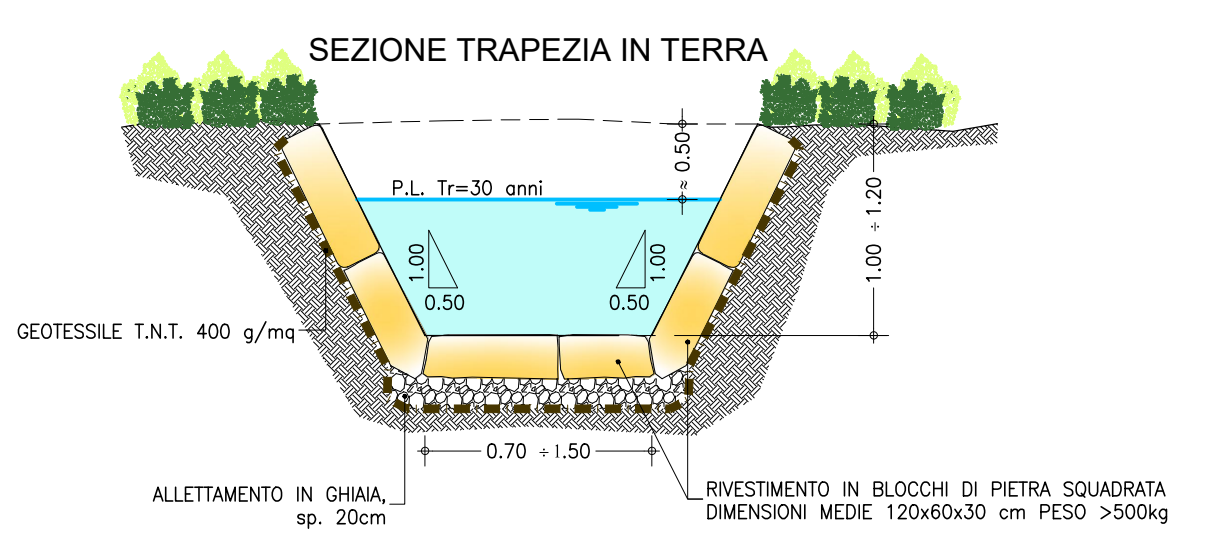 SEZIONE TRAPEZIA IN TERRA
≈ 0.50
P.L. Tr=30 anni
1.00 ÷ 1.20
1.00
0.50
1.00
0.50
GEOTESSILE T.N.T. 400 g/mq
0.70 ÷1.50
ALLETTAMENTO IN GHIAIA,
sp. 20cm
RIVESTIMENTO IN BLOCCHI DI PIETRA SQUADRATA
DIMENSIONI MEDIE 120x60x30 cm PESO >500kg